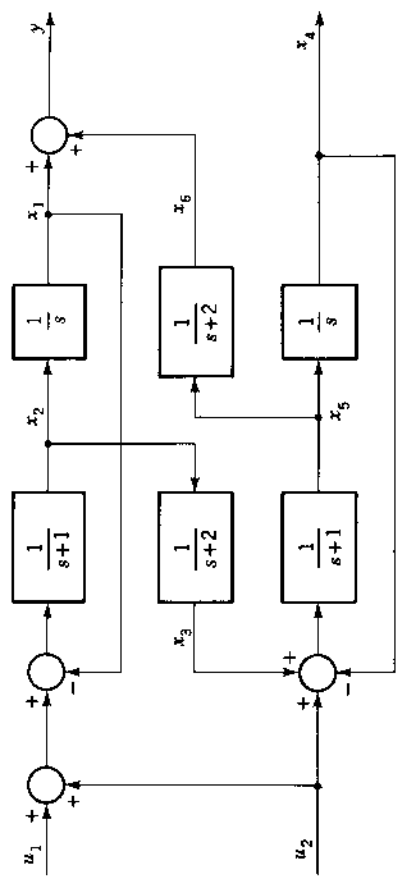 u₁
+
+
+
−
1/(s+1)
x₂
1/s
x₁
+
+
y
x₃
1/(s+2)
1/(s+2)
x₆
u₂
+
+
−
1/(s+1)
x₅
1/s
x₄